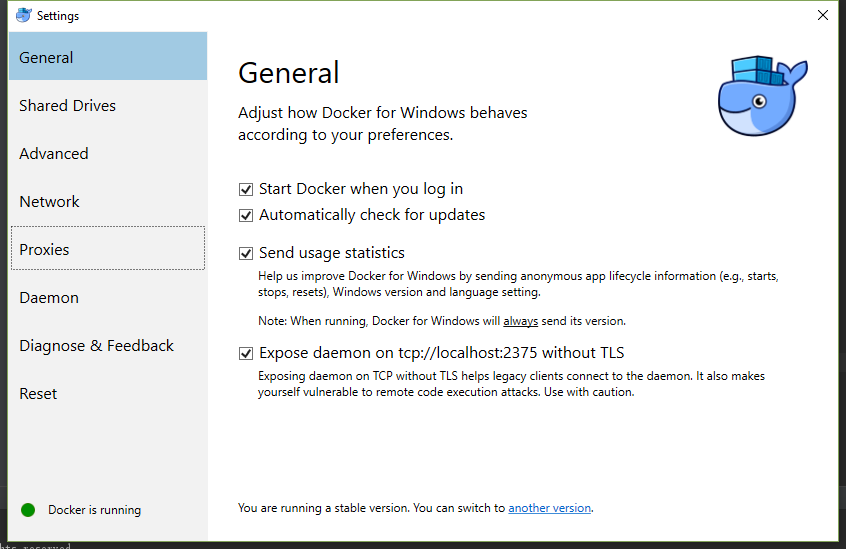 Settings
General
Shared Drives
Advanced
Network
Proxies
Daemon
Diagnose & Feedback
Reset
Docker is running
General
Adjust how Docker for Windows behaves
according to your preferences.
Start Docker when you log in
Automatically check for updates
Send usage statistics
Help us improve Docker for Windows by sending anonymous app lifecycle information (e.g., starts,
stops, resets), Windows version and language setting.
Note: When running, Docker for Windows will always send its version.
Expose daemon on tcp://localhost:2375 without TLS
Exposing daemon on TCP without TLS helps legacy clients connect to the daemon. It also makes
yourself vulnerable to remote code execution attacks. Use with caution.
You are running a stable version. You can switch to another version.